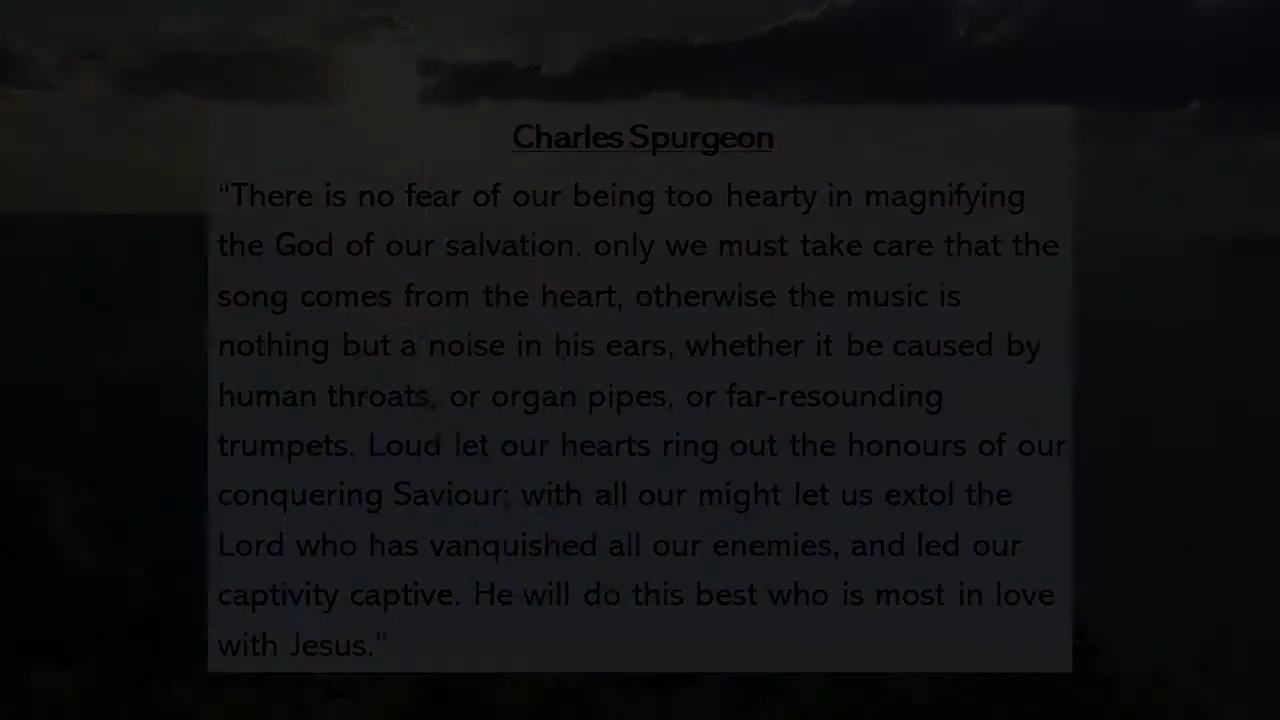 Charles Spurgeon
“There is no fear of our being too hearty in magnifying
the God of our salvation. only we must take care that the
song comes from the heart, otherwise the music is
nothing but a noise in his ears, whether it be caused by
human throats, or organ pipes, or far-resounding
trumpets. Loud let our hearts ring out the honours of our
conquering Saviour; with all our might let us extol the
Lord who has vanquished all our enemies, and led our
captivity captive. He will do this best who is most in love
with Jesus."